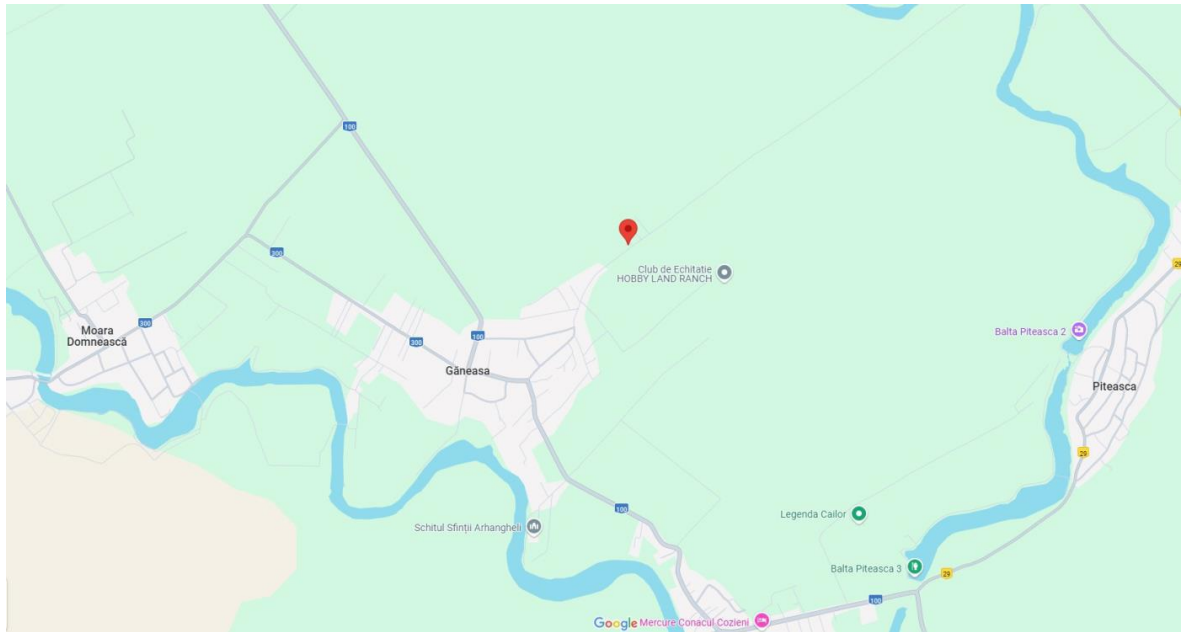 100
300
Club de Echitatie
HOBBY LAND RANCH
29
Moara
Domnească
300
100
300
Găneasa
Balta Piteasca 2
Piteasca
29
Schitul Sfinții Arhangheli
100
Legenda Cailor
Balta Piteasca 3
29
100
Google
Mercure Conacul Cozieni